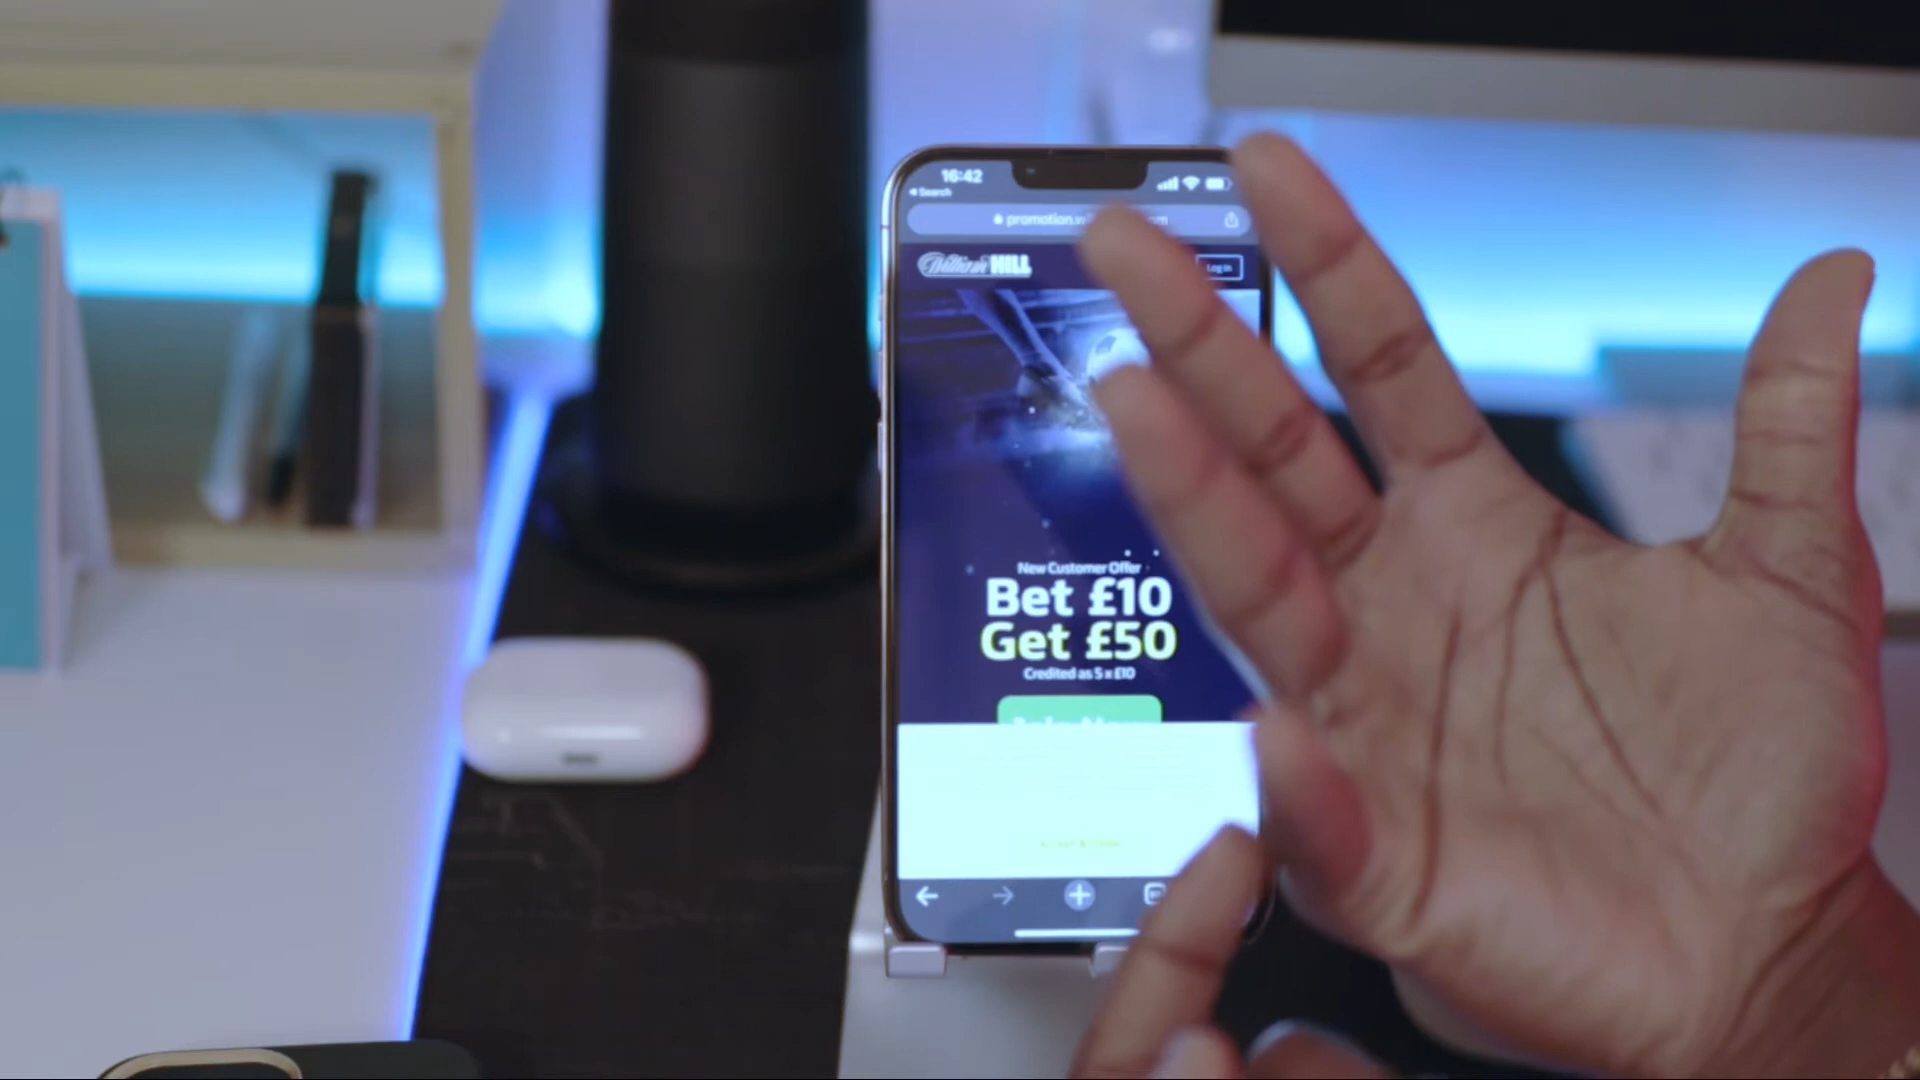 16:42
Search
promotion.wi
William HILL
Log in
New Customer Offer
Bet £10
Get £50
Credited as 5 x £10